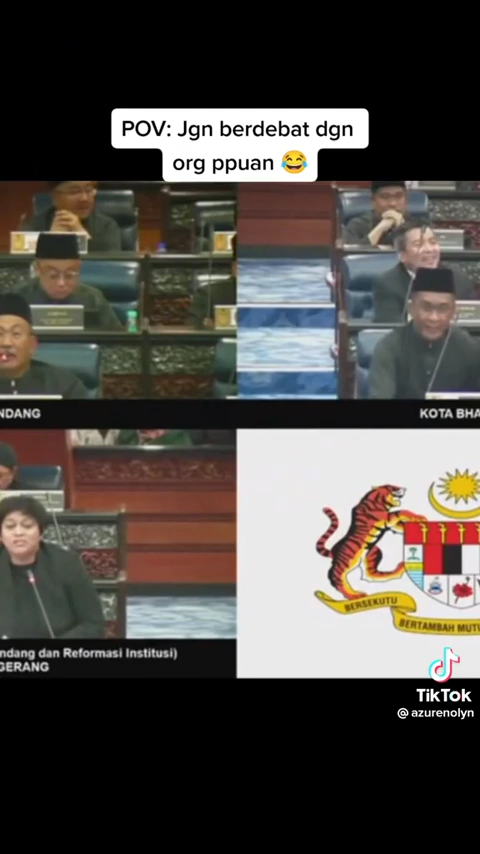 POV: Jgn berdebat dgn
org ppuan 😂
NDANG
KOTA BHA
ndang dan Reformasi Institusi)
GERANG
BERSEKUTU
BERTAMBAH MUTU
TikTok
@ azurenolyn